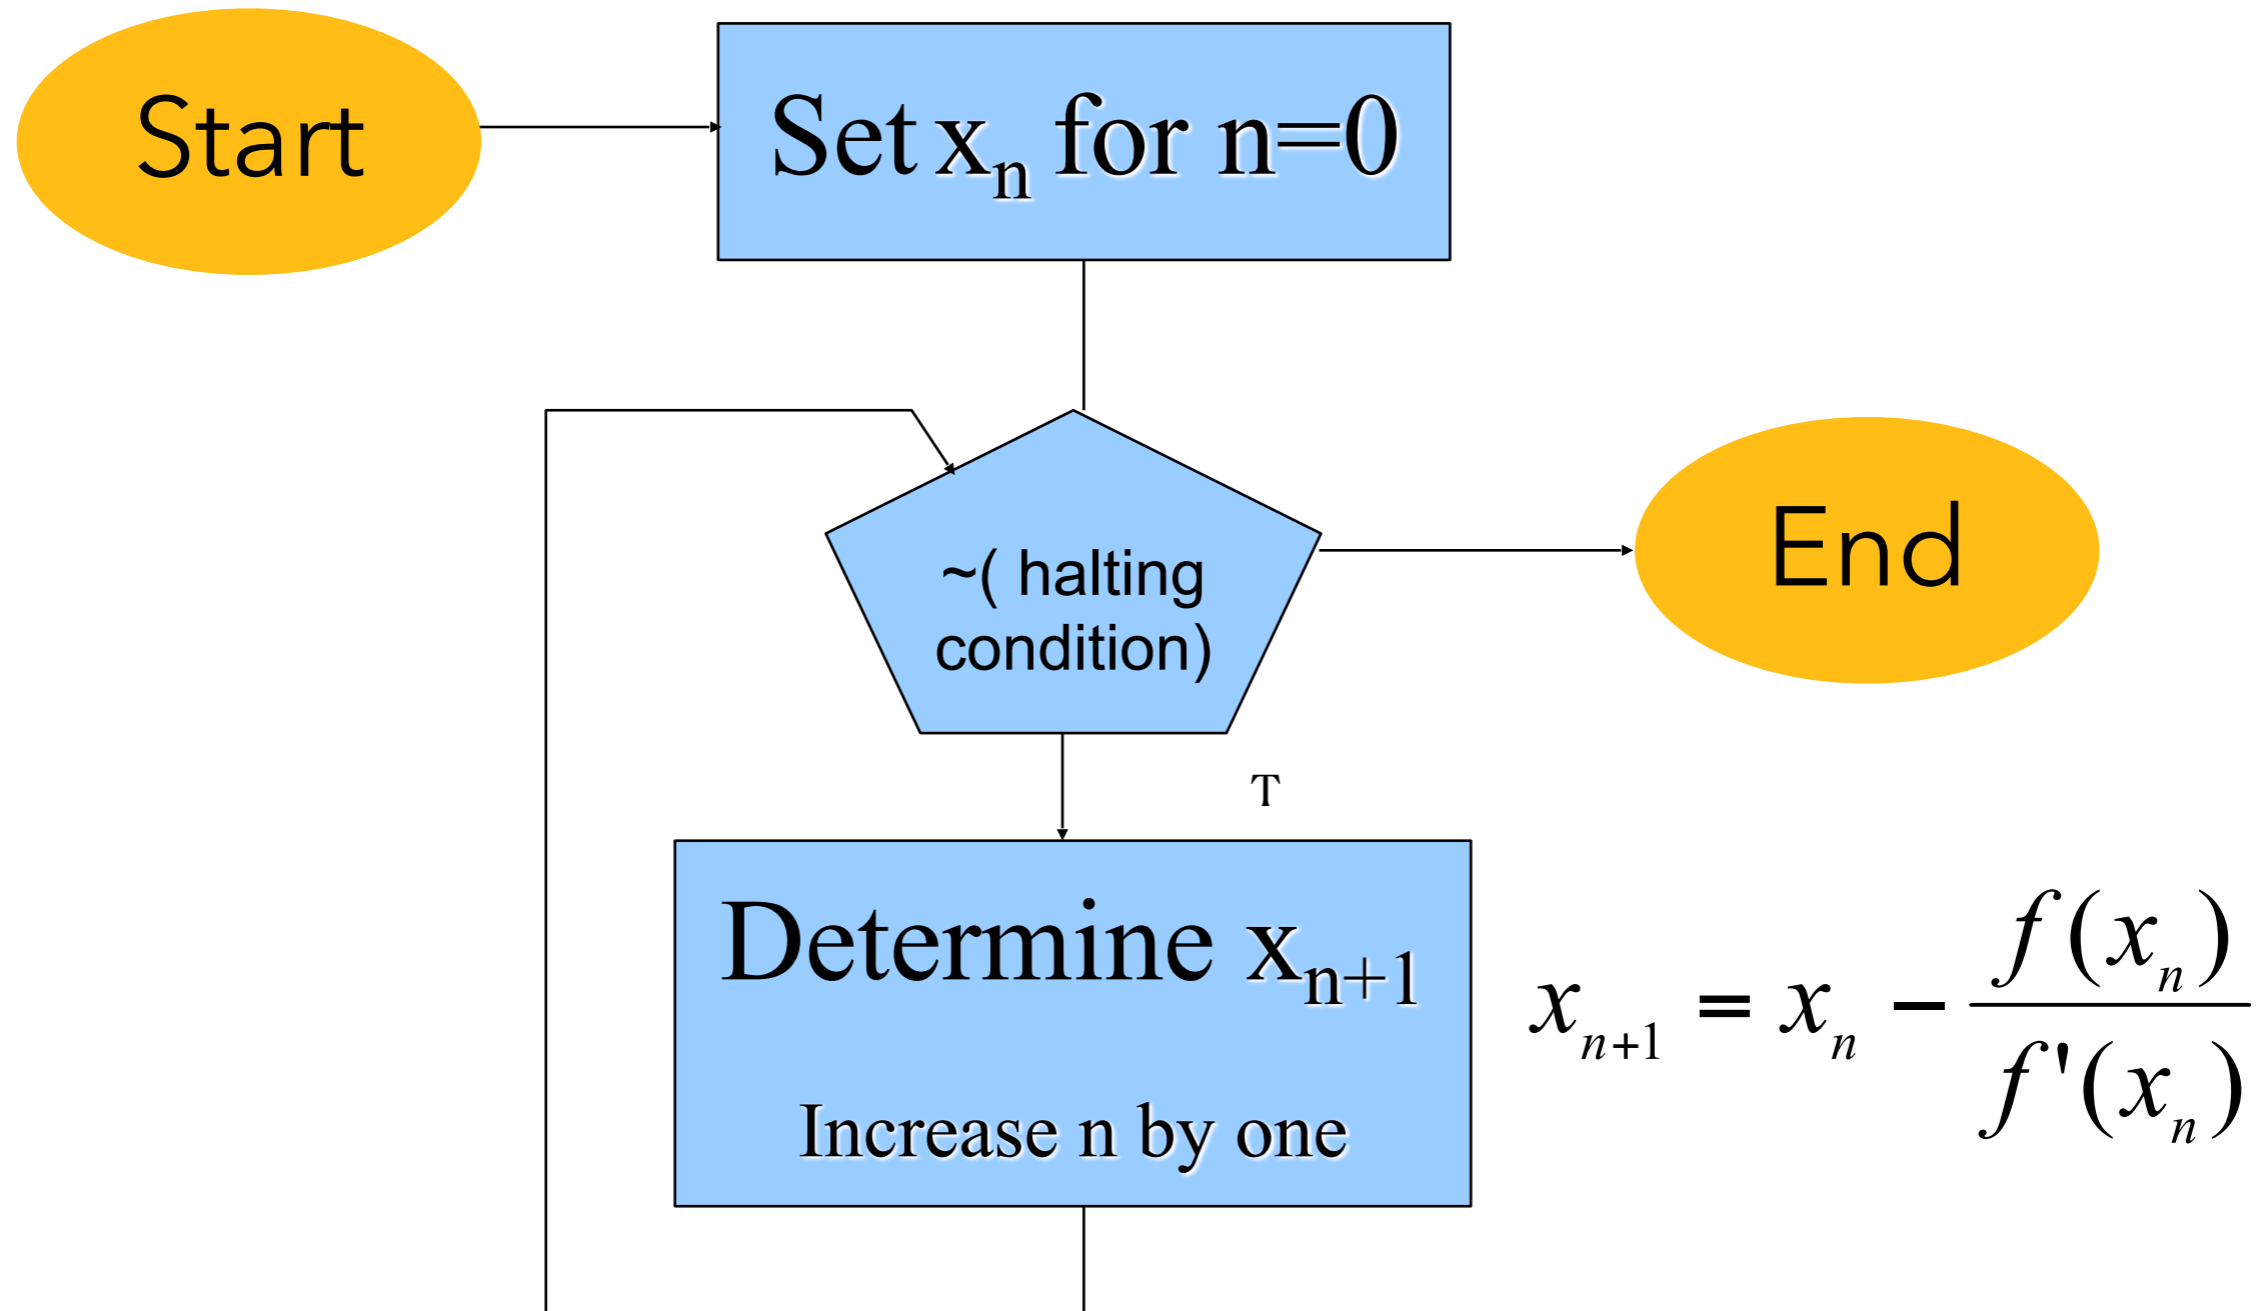 Start
Set xₙ for n=0
~( halting
condition)
End
T
Determine xₙ₊₁
Increase n by one
xₙ₊₁ = xₙ − f(xₙ) / f'(xₙ)